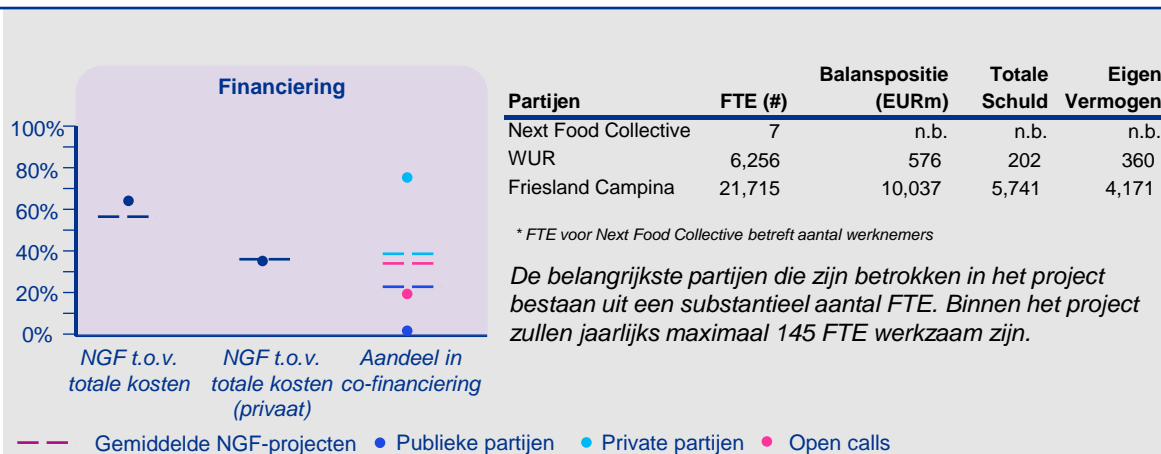 Financiering
100%
80%
60%
40%
20%
0%
NGF t.o.v.
totale kosten
NGF t.o.v.
totale kosten
(privaat)
Aandeel in
co-financiering
Gemiddelde NGF-projecten
Publieke partijen
Private partijen
Open calls
Balanspositie Totale Eigen
Partijen FTE (#) (EURm) Schuld Vermogen
Next Food Collective 7 n.b. n.b. n.b.
WUR 6,256 576 202 360
Friesland Campina 21,715 10,037 5,741 4,171
* FTE voor Next Food Collective betreft aantal werknemers
De belangrijkste partijen die zijn betrokken in het project
bestaan uit een substantieel aantal FTE. Binnen het project
zullen jaarlijks maximaal 145 FTE werkzaam zijn.